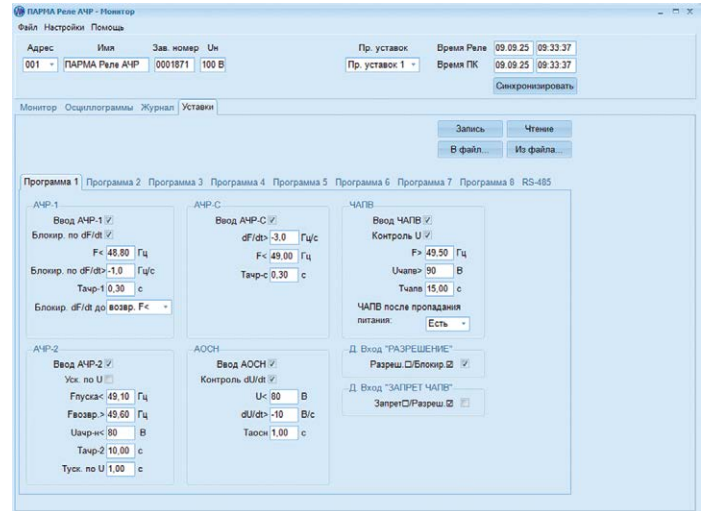 ПАРМА Реле АЧР - Монитор
Файл Настройки Помощь
Адрес Имя Зав. номер Uн Пр. уставок Время Реле 09.09.25 09:33:37
001 ПАРМА Реле АЧР 0001871 100 В Пр. уставок 1 Время ПК 09.09.25 09:33:37
Синхронизировать
Монитор Осциллограммы Журнал Уставки
Запись Чтение
В файл... Из файла...
Программа 1 Программа 2 Программа 3 Программа 4 Программа 5 Программа 6 Программа 7 Программа 8 RS-485
АЧР-1
Ввод АЧР-1
Блокир. по dF/dt
F< 48,80 Гц
Блокир. по dF/dt> -1,0 Гц/с
Тачр-1 0,30 с
Блокир. dF/dt до возвр. F<
АЧР-С
Ввод АЧР-С
dF/dt> -3,0 Гц/с
F< 49,00 Гц
Тачр-с 0,30 с
ЧАПВ
Ввод ЧАПВ
Контроль U
F> 49,50 Гц
Uчапв> 90 В
Тчапв 15,00 с
ЧАПВ после пропадания
питания: Есть
АЧР-2
Ввод АЧР-2
Уск. по U
Fпуска< 49,10 Гц
Fвозвр.> 49,60 Гц
Uачр-н< 80 В
Тачр-2 10,00 с
Туск. по U 1,00 с
АОСН
Ввод АОСН
Контроль dU/dt
U< 80 В
dU/dt> -10 В/с
Таосн 1,00 с
Д. Вход "РАЗРЕШЕНИЕ"
Разреш.☐/Блокир.☑
Д. Вход "ЗАПРЕТ ЧАПВ"
Запрет☐/Разреш.☑